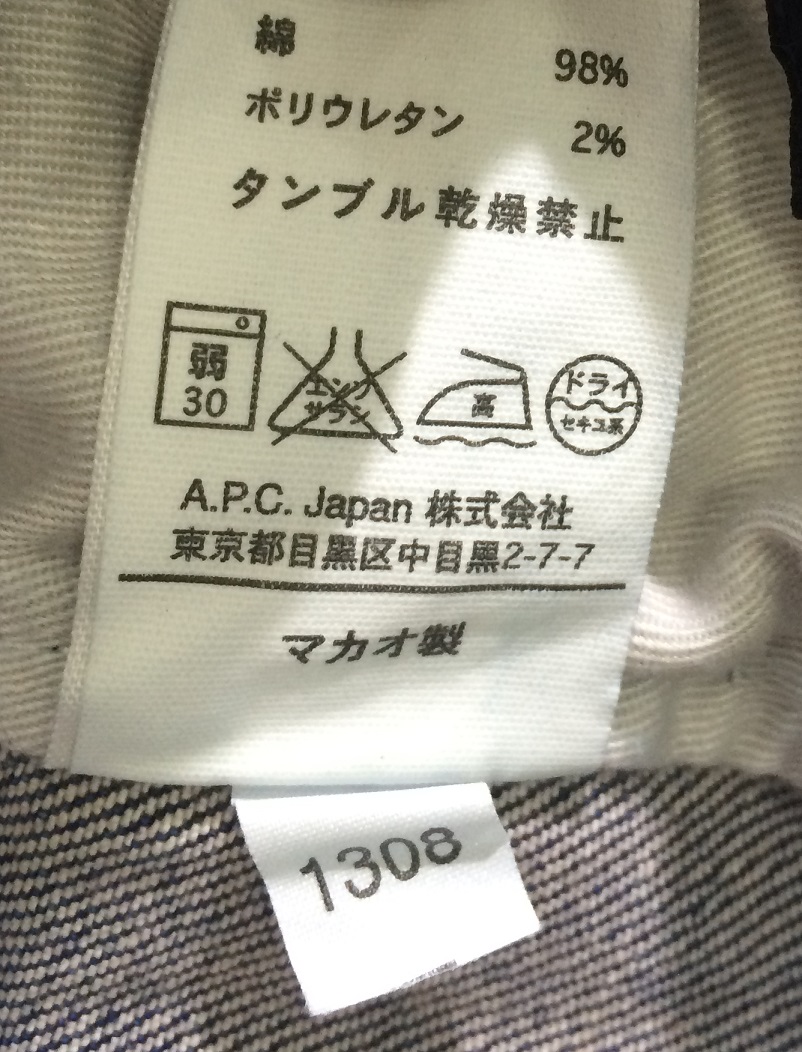 綿 98%
ポリウレタン 2%
タンブル乾燥禁止
弱
30
エンソ
サラシ
高
ドライ
セキユ系
A.P.C. Japan 株式会社
東京都目黒区中目黒2-7-7
マカオ製
1308